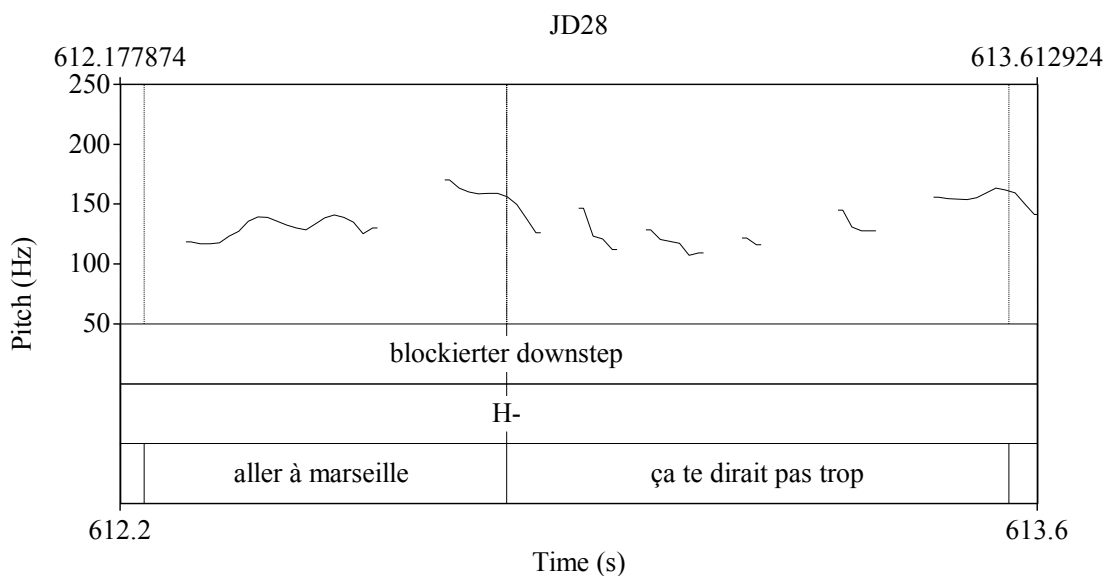 JD28
612.177874 613.612924
250
200
150
100
50
Pitch (Hz)
blockierter downstep
H-
aller à marseille ça te dirait pas trop
612.2 613.6
Time (s)